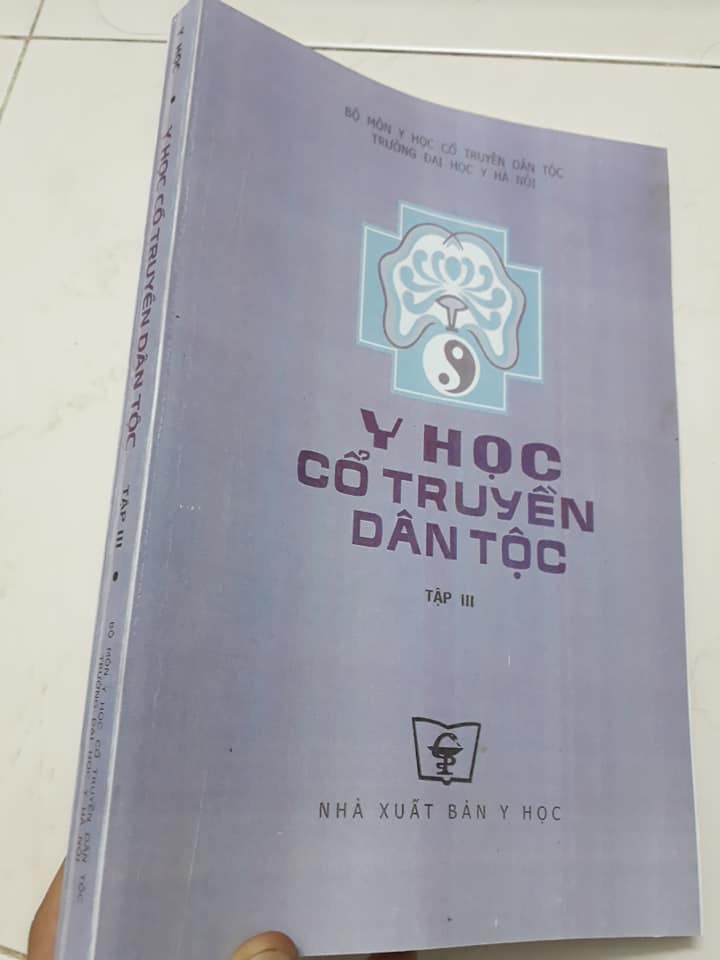 BỘ MÔN Y HỌC CỔ TRUYỀN DÂN TỘC
TRƯỜNG ĐẠI HỌC Y HÀ NỘI
Y HỌC
CỔ TRUYỀN
DÂN TỘC
TẬP III
NHÀ XUẤT BẢN Y HỌC
Y HỌC • Y HỌC CỔ TRUYỀN DÂN TỘC TẬP III •
BỘ MÔN Y HỌC CỔ TRUYỀN DÂN TỘC
TRƯỜNG ĐẠI HỌC Y HÀ NỘI